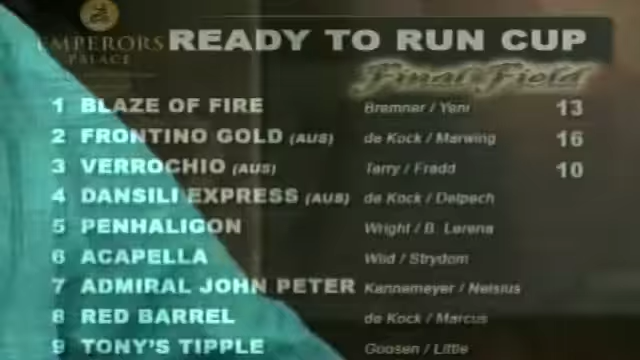 EMPERORS PALACE
READY TO RUN CUP
Final Field
1 BLAZE OF FIRE Bremner / Yeni 13
2 FRONTINO GOLD (AUS) de Kock / Marwing 16
3 VERROCHIO (AUS) Tarry / Fradd 10
4 DANSILI EXPRESS (AUS) de Kock / Delpech
5 PENHALIGON Wright / B. Lerena
6 ACAPELLA Wild / Strydom
7 ADMIRAL JOHN PETER Kannemeyer / Neisius
8 RED BARREL de Kock / Marcus
9 TONY'S TIPPLE Goosen / Little